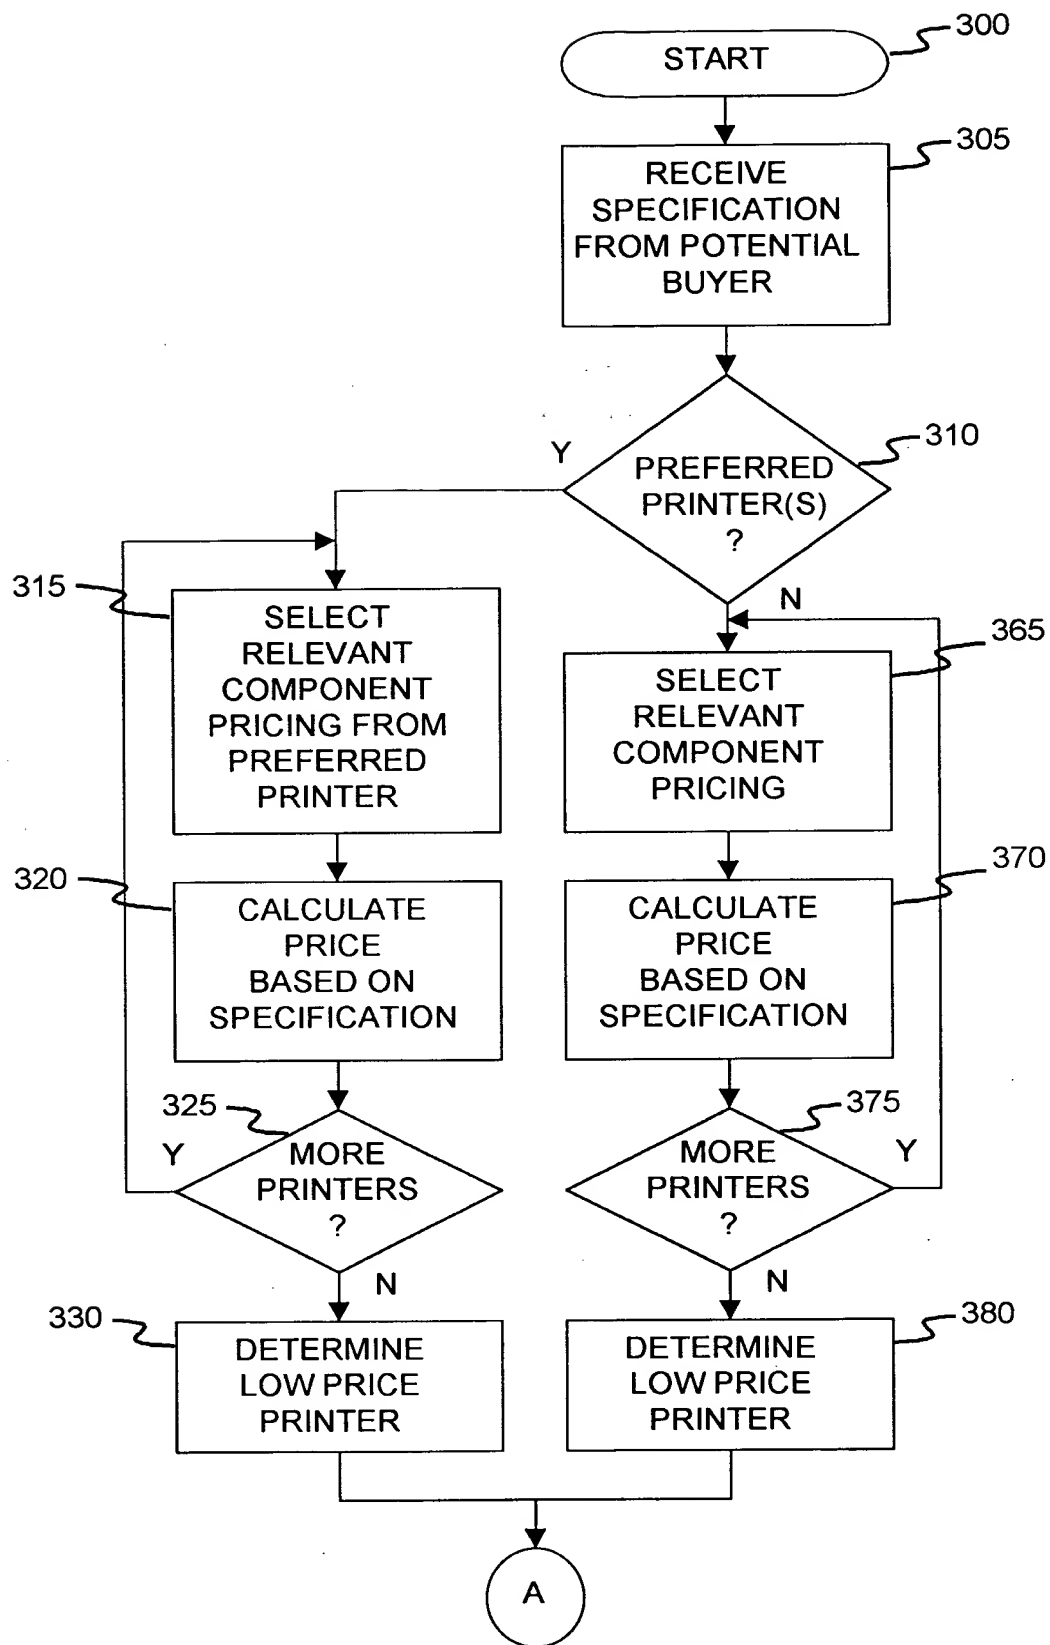 300
START
305
RECEIVE
SPECIFICATION
FROM POTENTIAL
BUYER
310
Y
PREFERRED
PRINTER(S)
?
N
315
SELECT
RELEVANT
COMPONENT
PRICING FROM
PREFERRED
PRINTER
365
SELECT
RELEVANT
COMPONENT
PRICING
320
CALCULATE
PRICE
BASED ON
SPECIFICATION
370
CALCULATE
PRICE
BASED ON
SPECIFICATION
325
Y
MORE
PRINTERS
?
N
375
MORE
PRINTERS
?
Y
N
330
DETERMINE
LOW PRICE
PRINTER
380
DETERMINE
LOW PRICE
PRINTER
A